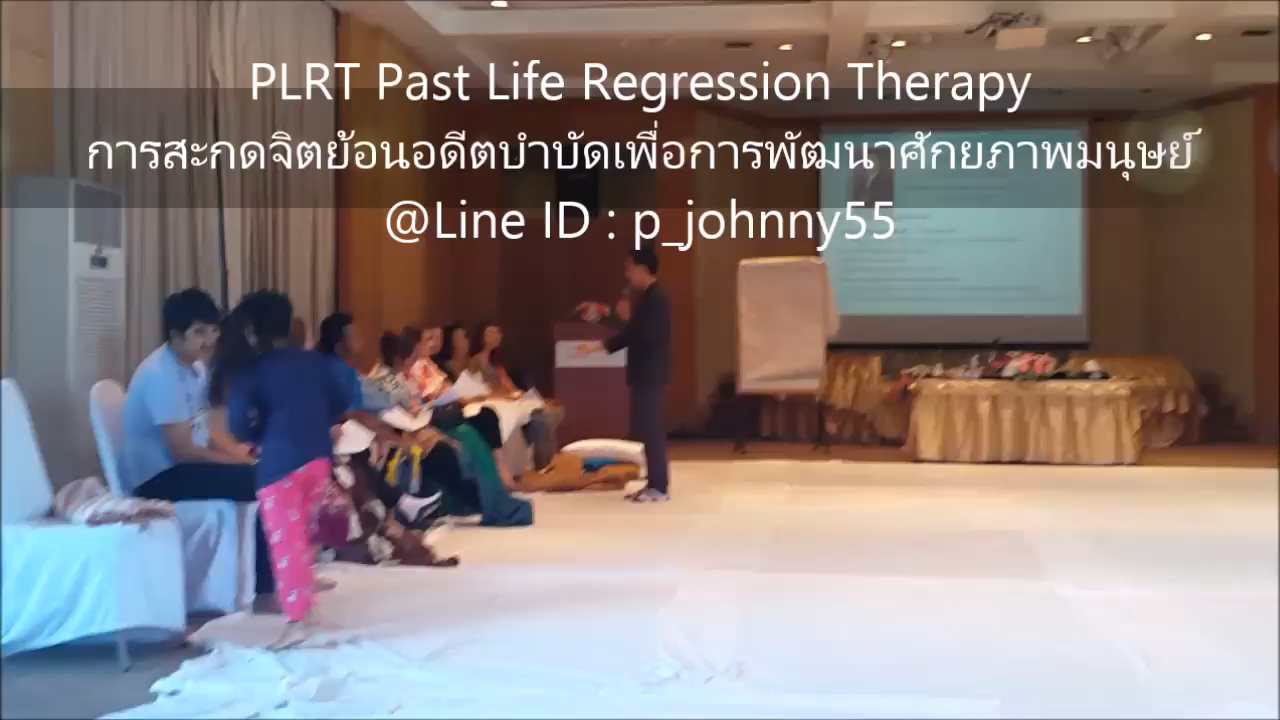 PLRT Past Life Regression Therapy
การสะกดจิตย้อนอดีตบำบัดเพื่อการพัฒนาศักยภาพมนุษย์
@Line ID : p_johnny55